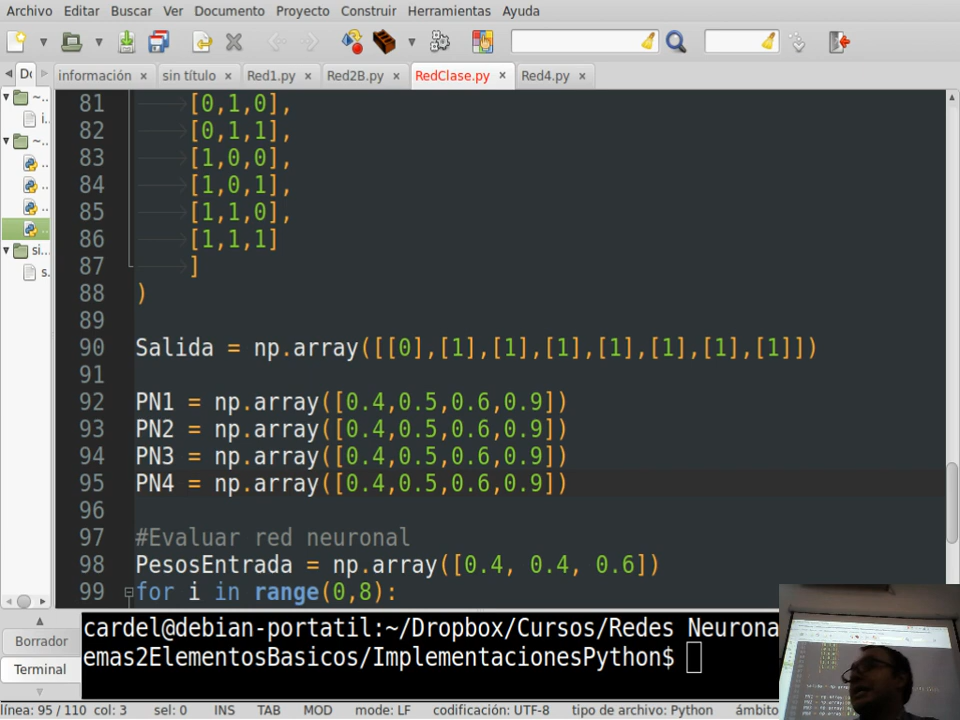 Archivo Editar Buscar Ver Documento Proyecto Construir Herramientas Ayuda
información × sin título × Red1.py × Red2B.py × RedClase.py × Red4.py ×
81 [0,1,0],
82 [0,1,1],
83 [1,0,0],
84 [1,0,1],
85 [1,1,0],
86 [1,1,1]
87 ]
88 )
89
90 Salida = np.array([[0],[1],[1],[1],[1],[1],[1],[1]])
91
92 PN1 = np.array([0.4,0.5,0.6,0.9])
93 PN2 = np.array([0.4,0.5,0.6,0.9])
94 PN3 = np.array([0.4,0.5,0.6,0.9])
95 PN4 = np.array([0.4,0.5,0.6,0.9])
96
97 #Evaluar red neuronal
98 PesosEntrada = np.array([0.4, 0.4, 0.6])
99 for i in range(0,8):
Borrador
Terminal
cardel@debian-portatil:~/Dropbox/Cursos/Redes Neurona
emas2ElementosBasicos/ImplementacionesPython$
línea: 95 / 110 col: 3 sel: 0 INS TAB MOD mode: LF codificación: UTF-8 tipo de archivo: Python ámbito